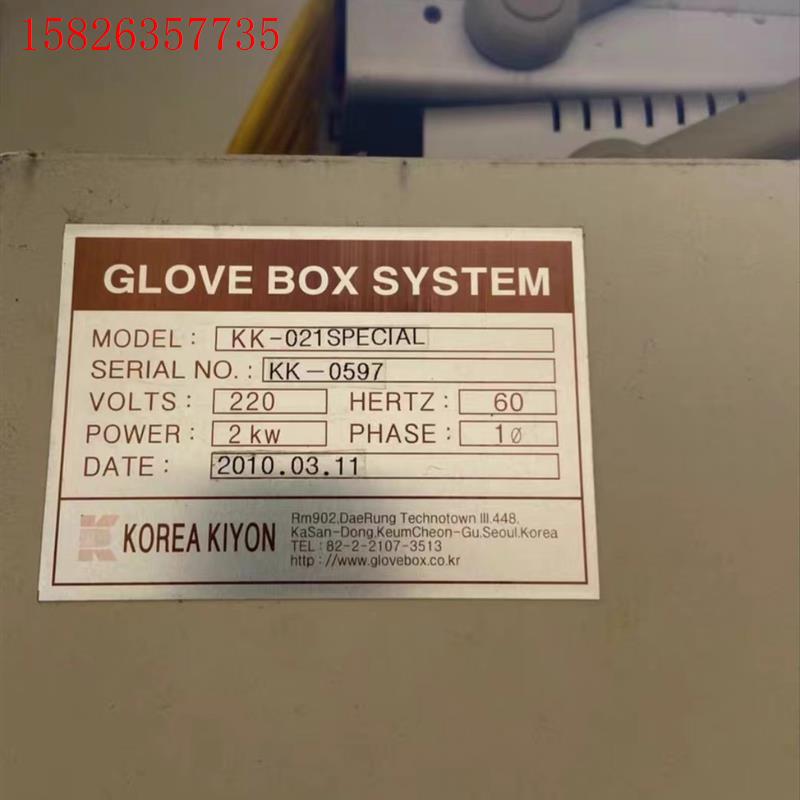 15826357735
GLOVE BOX SYSTEM
MODEL : KK-021SPECIAL
SERIAL NO. : KK-0597
VOLTS : 220 HERTZ : 60
POWER : 2kw PHASE : 1ø
DATE : 2010.03.11
KOREA KIYON
Rm902,DaeRung Technotown III.448,
KaSan-Dong,KeumCheon-Gu,Seoul,Korea
TEL : 82-2-2107-3513
http://www.glovebox.co.kr